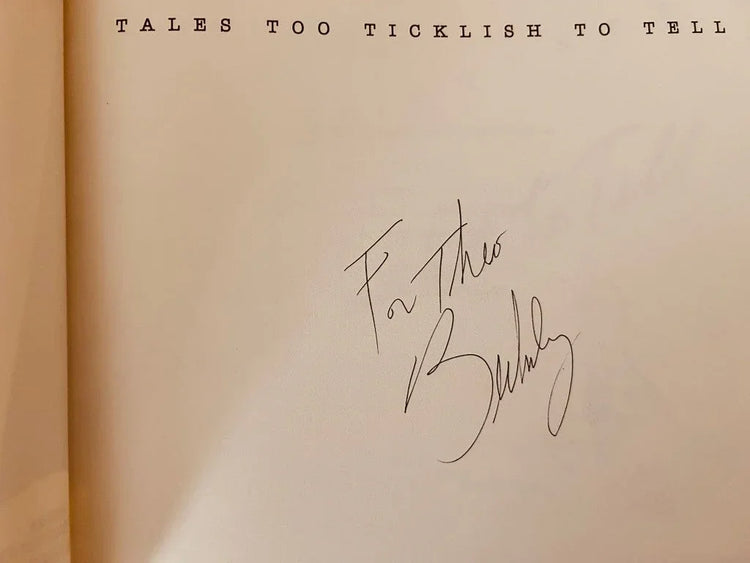 TALES TOO TICKLISH TO TELL
For Theo